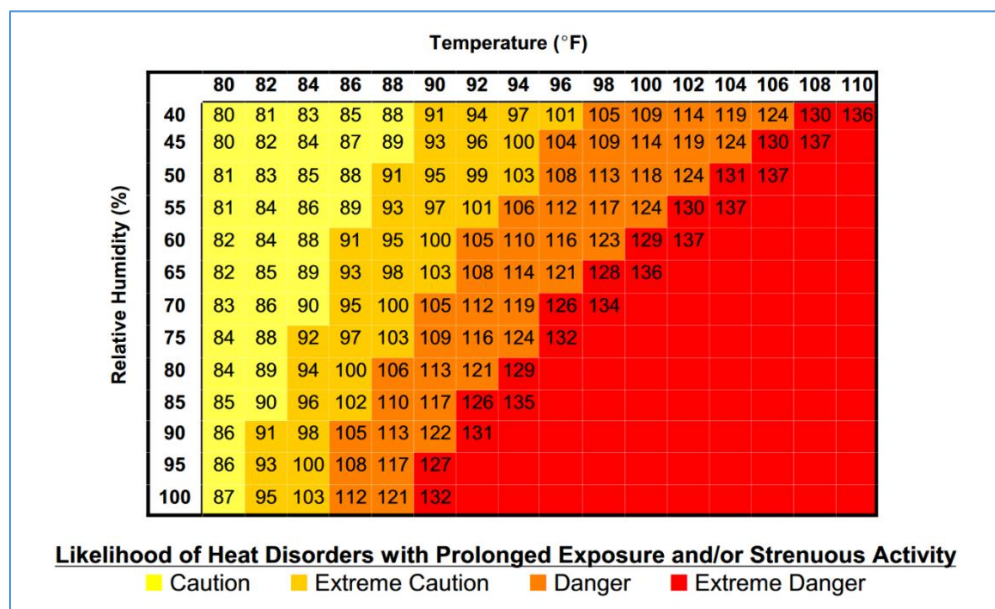 Temperature (°F)
80 82 84 86 88 90 92 94 96 98 100 102 104 106 108 110
40 80 81 83 85 88 91 94 97 101 105 109 114 119 124 130 136
45 80 82 84 87 89 93 96 100 104 109 114 119 124 130 137
50 81 83 85 88 91 95 99 103 108 113 118 124 131 137
55 81 84 86 89 93 97 101 106 112 117 124 130 137
60 82 84 88 91 95 100 105 110 116 123 129 137
65 82 85 89 93 98 103 108 114 121 128 136
70 83 86 90 95 100 105 112 119 126 134
75 84 88 92 97 103 109 116 124 132
80 84 89 94 100 106 113 121 129
85 85 90 96 102 110 117 126 135
90 86 91 98 105 113 122 131
95 86 93 100 108 117 127
100 87 95 103 112 121 132
Relative Humidity (%)
Likelihood of Heat Disorders with Prolonged Exposure and/or Strenuous Activity
Caution Extreme Caution Danger Extreme Danger